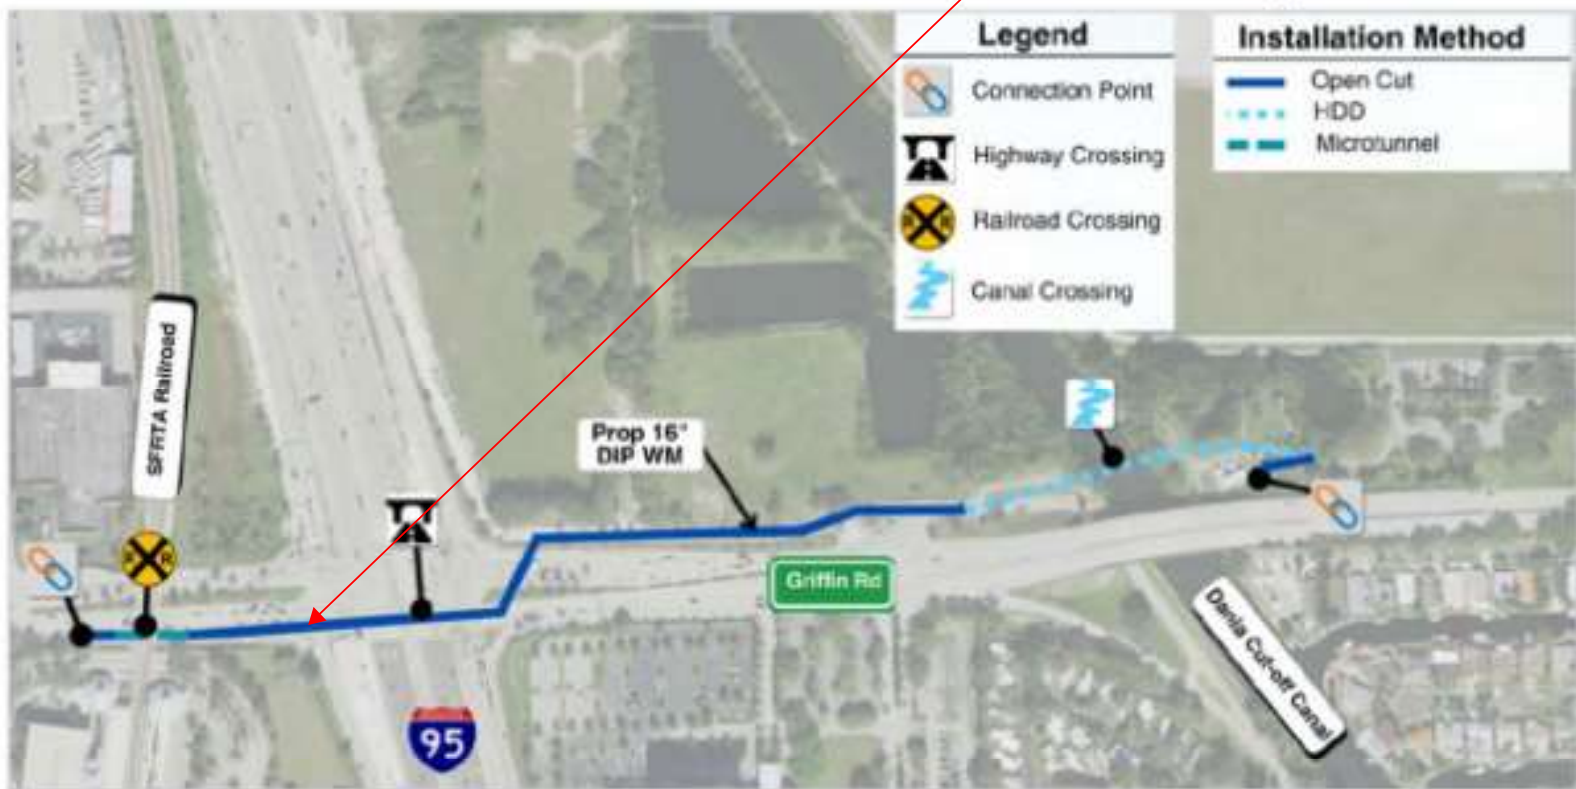 Legend
Connection Point
Highway Crossing
R R
Railroad Crossing
Canal Crossing
Installation Method
Open Cut
HDD
Microtunnel
SFRTA Railroad
Prop 16"
DIP WM
R R
Griffin Rd
95
Dania Cut-off Canal